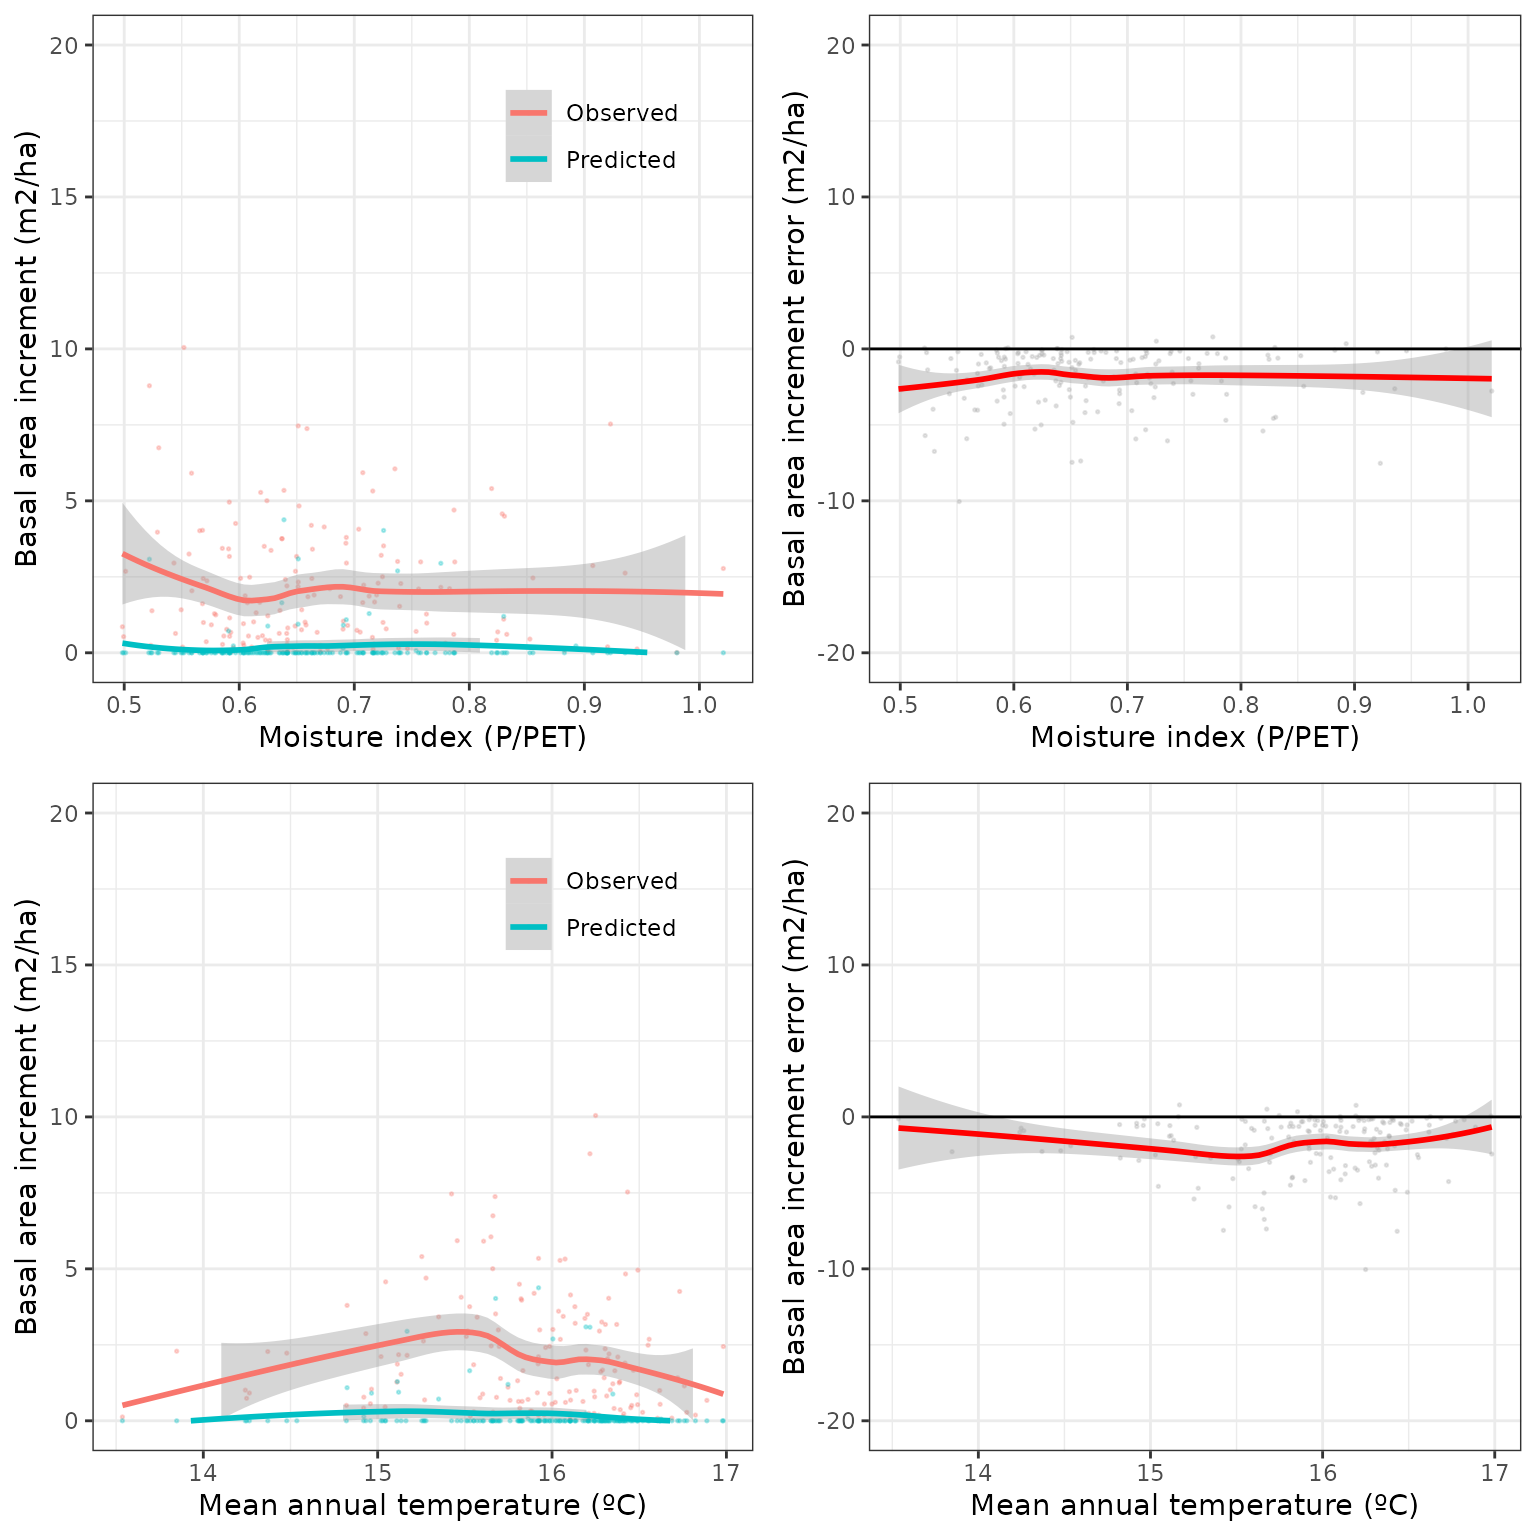 Basal area increment (m2/ha)
20
15
10
5
0
Observed
Predicted
0.5 0.6 0.7 0.8 0.9 1.0
Moisture index (P/PET)
Basal area increment error (m2/ha)
20
10
0
-10
-20
0.5 0.6 0.7 0.8 0.9 1.0
Moisture index (P/PET)
Basal area increment (m2/ha)
20
15
10
5
0
Observed
Predicted
14 15 16 17
Mean annual temperature (ºC)
Basal area increment error (m2/ha)
20
10
0
-10
-20
14 15 16 17
Mean annual temperature (ºC)